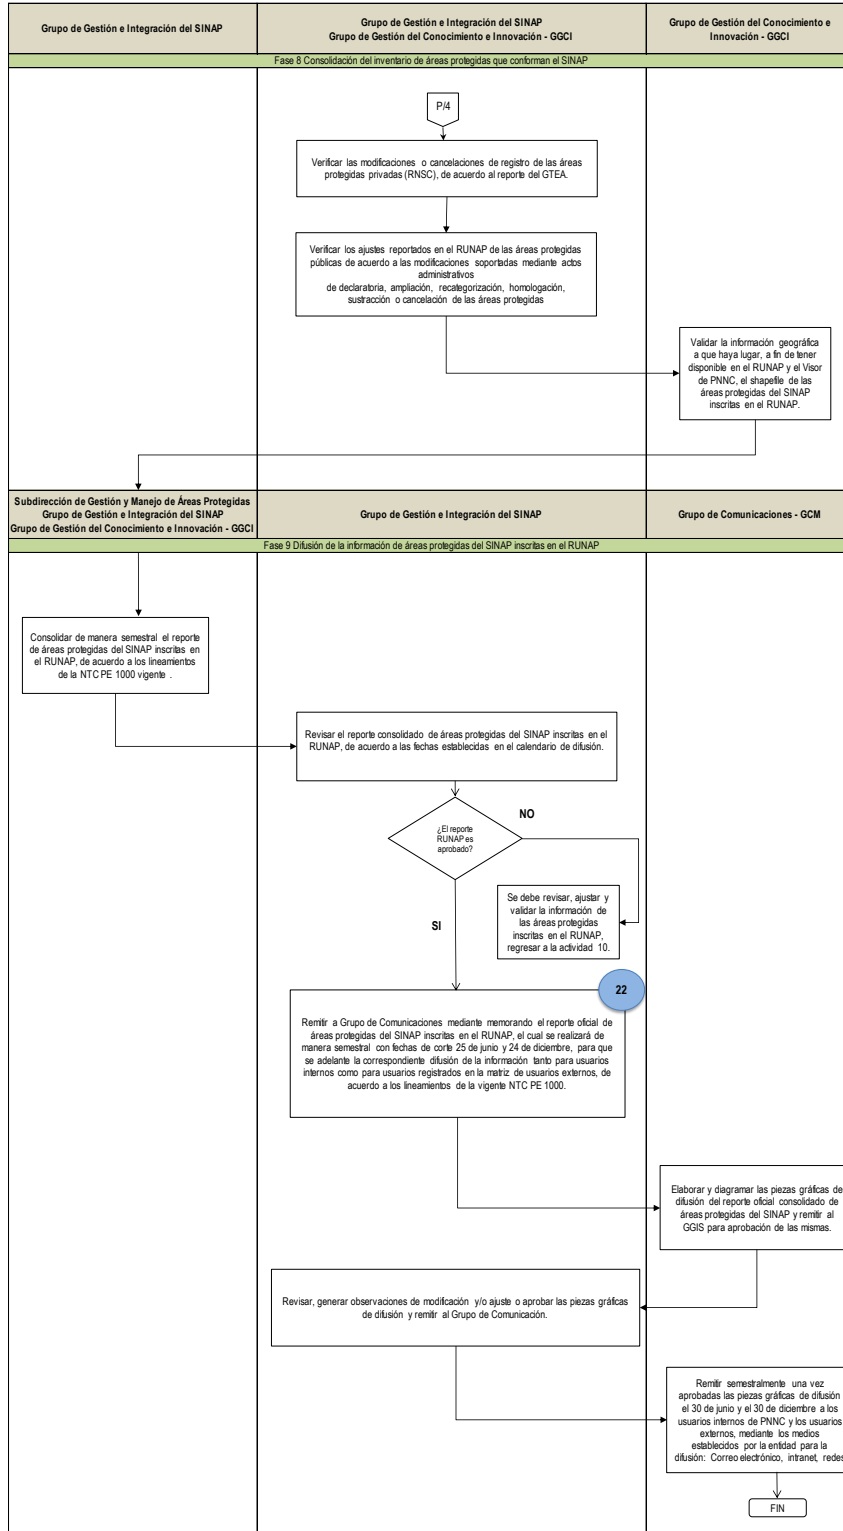 Grupo de Gestión e Integración del SINAP
Grupo de Gestión e Integración del SINAP
Grupo de Gestión del Conocimiento e Innovación - GGCI
Grupo de Gestión del Conocimiento e
Innovación - GGCI
Fase 8 Consolidación del inventario de áreas protegidas que conforman el SINAP
P/4
Verificar las modificaciones o cancelaciones de registro de las áreas
protegidas privadas (RNSC), de acuerdo al reporte del GTEA.
Verificar los ajustes reportados en el RUNAP de las áreas protegidas
públicas de acuerdo a las modificaciones soportadas mediante actos
administrativos
de declaratoria, ampliación, recategorización, homologación,
sustracción o cancelación de las áreas protegidas
Validar la información geográfica
a que haya lugar, a fin de tener
disponible en el RUNAP y el Visor
de PNNC, el shapefile de las
áreas protegidas del SINAP
inscritas en el RUNAP.
Subdirección de Gestión y Manejo de Áreas Protegidas
Grupo de Gestión e Integración del SINAP
Grupo de Gestión del Conocimiento e Innovación - GGCI
Grupo de Gestión e Integración del SINAP
Grupo de Comunicaciones - GCM
Fase 9 Difusión de la información de áreas protegidas del SINAP inscritas en el RUNAP
Consolidar de manera semestral el reporte
de áreas protegidas del SINAP inscritas en
el RUNAP, de acuerdo a los lineamientos
de la NTC PE 1000 vigente .
Revisar el reporte consolidado de áreas protegidas del SINAP inscritas en el
RUNAP, de acuerdo a las fechas establecidas en el calendario de difusión.
¿El reporte
RUNAP es
aprobado?
NO
Se debe revisar, ajustar y
validar la información de
las áreas protegidas
inscritas en el RUNAP,
regresar a la actividad 10.
SI
22
Remitir a Grupo de Comunicaciones mediante memorando el reporte oficial de
áreas protegidas del SINAP inscritas en el RUNAP, el cual se realizará de
manera semestral con fechas de corte 25 de junio y 24 de diciembre, para que
se adelante la correspondiente difusión de la información tanto para usuarios
internos como para usuarios registrados en la matriz de usuarios externos, de
acuerdo a los lineamientos de la vigente NTC PE 1000.
Elaborar y diagramar las piezas gráficas de
difusión del reporte oficial consolidado de
áreas protegidas del SINAP y remitir al
GGIS para aprobación de las mismas.
Revisar, generar observaciones de modificación y/o ajuste o aprobar las piezas gráficas
de difusión y remitir al Grupo de Comunicación.
Remitir semestralmente una vez
aprobadas las piezas gráficas de difusión
el 30 de junio y el 30 de diciembre a los
usuarios internos de PNNC y los usuarios
externos, mediante los medios
establecidos por la entidad para la
difusión: Correo electrónico, intranet, redes
FIN